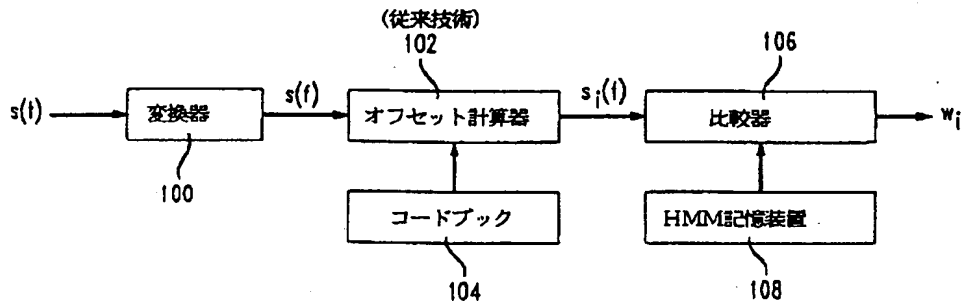 (従来技術)
102
106
s(t)
変換器
s(f)
オフセット計算器
s_i(f)
比較器
w_i
100
コードブック
HMM記憶装置
104
108